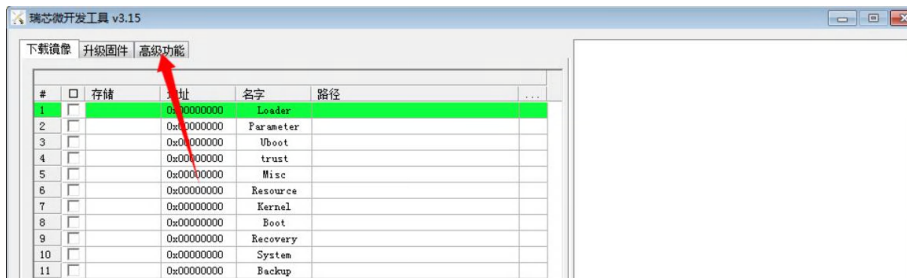 瑞芯微开发工具 v3.15
下载镜像 升级固件 高级功能
# 存储 地址 名字 路径 ...
1 0x00000000 Loader
2 0x00000000 Parameter
3 0x00000000 Uboot
4 0x00000000 trust
5 0x00000000 Misc
6 0x00000000 Resource
7 0x00000000 Kernel
8 0x00000000 Boot
9 0x00000000 Recovery
10 0x00000000 System
11 0x00000000 Backup